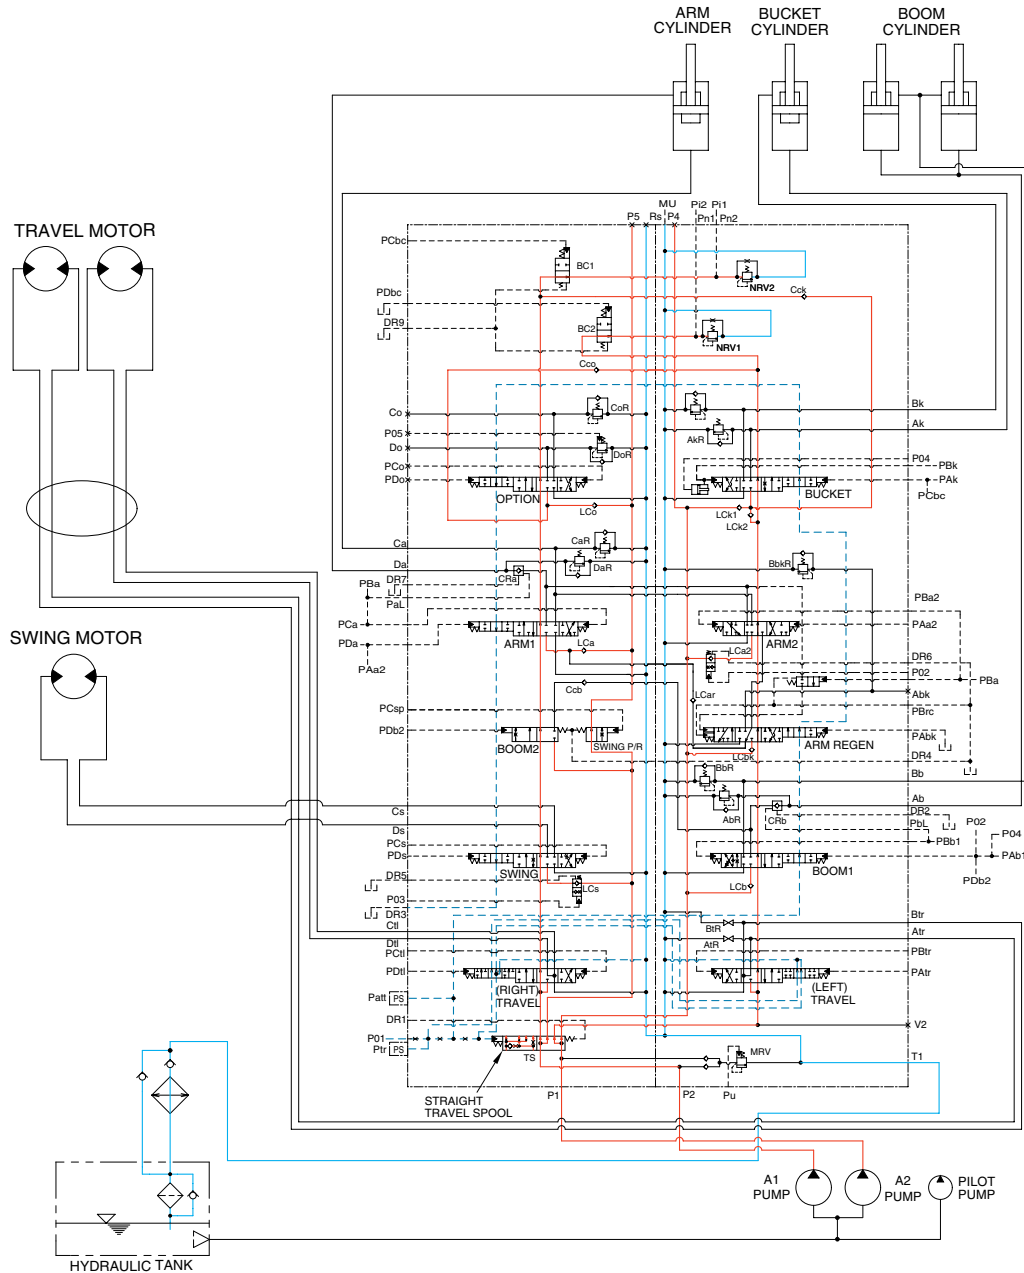 ARM
CYLINDER
BUCKET
CYLINDER
BOOM
CYLINDER
MU
Pi2
Pi1
P5
Rs
P4
Pn1
Pn2
TRAVEL MOTOR
PCbc
BC1
NRV2
Cck
PDbc
DR9
BC2
NRV1
Cco
Co
CoR
Bk
P05
AkR
Ak
Do
DoR
P04
PCo
PBk
PDo
PAk
OPTION
BUCKET
PCbc
LCo
LCk1
LCk2
Ca
CaR
BbkR
Da
DaR
CRa
DR7
PBa
PaL
PBa2
PCa
PAa2
SWING MOTOR
ARM1
ARM2
PDa
LCa
LCa2
DR6
PAa2
Ccb
P02
PBa
LCar
Abk
PCsp
PBrc
PDb2
PAbk
BOOM2
SWING P/R
ARM REGEN
LCbk
DR4
BbR
Bb
Cs
AbR
CRb
Ab
DR2
Ds
PbL
P02
P04
PCs
PBb1
PDs
PAb1
SWING
BOOM1
DR5
LCs
LCb
PDb2
P03
DR3
Btr
Ctl
BtR
Atr
Dtl
AtR
PCtl
PBtr
PDtl
PAtr
(RIGHT)
TRAVEL
(LEFT)
TRAVEL
Patt
PS
DR1
V2
P01
Ptr
PS
TS
MRV
T1
STRAIGHT
TRAVEL SPOOL
P1
P2
Pu
A1
PUMP
A2
PUMP
PILOT
PUMP
HYDRAULIC TANK